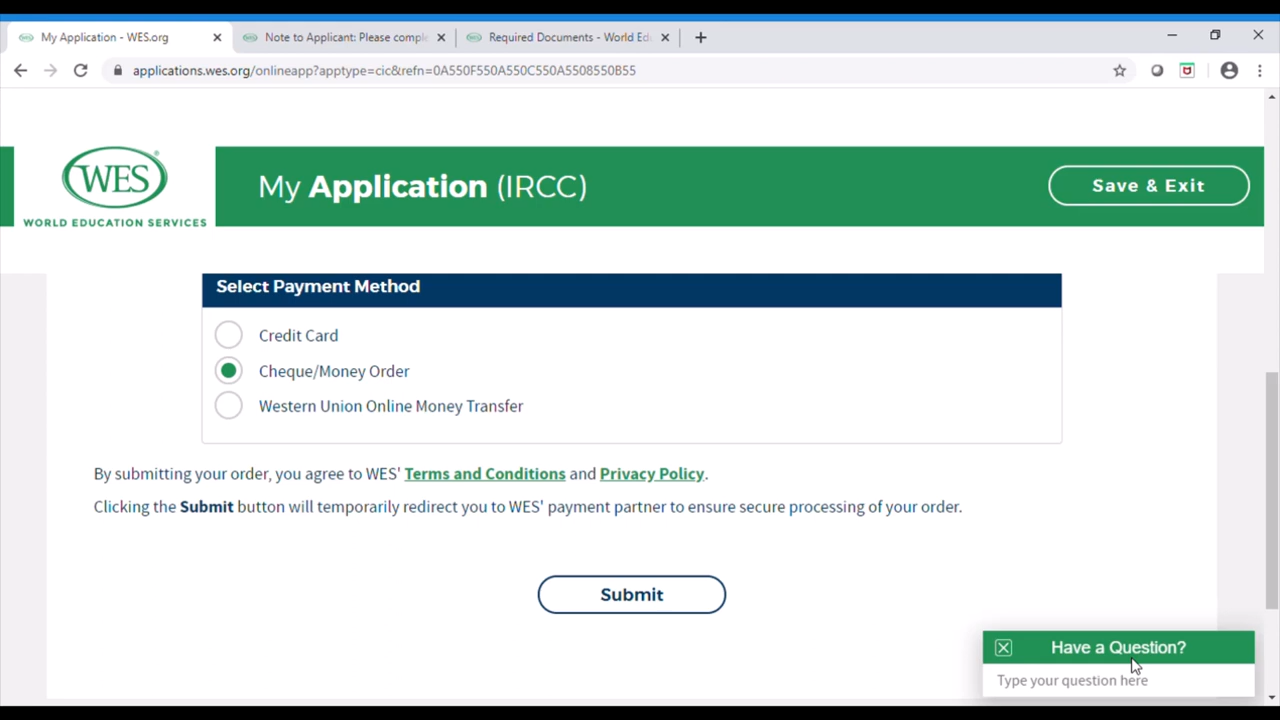 My Application - WES.org
Note to Applicant: Please comple
Required Documents - World Ed
applications.wes.org/onlineapp?apptype=cic&refn=0A550F550A550C550A5508550B55
WES
WORLD EDUCATION SERVICES
My Application (IRCC)
Save & Exit
Select Payment Method
Credit Card
Cheque/Money Order
Western Union Online Money Transfer
By submitting your order, you agree to WES' Terms and Conditions and Privacy Policy.
Clicking the Submit button will temporarily redirect you to WES' payment partner to ensure secure processing of your order.
Submit
Have a Question?
Type your question here